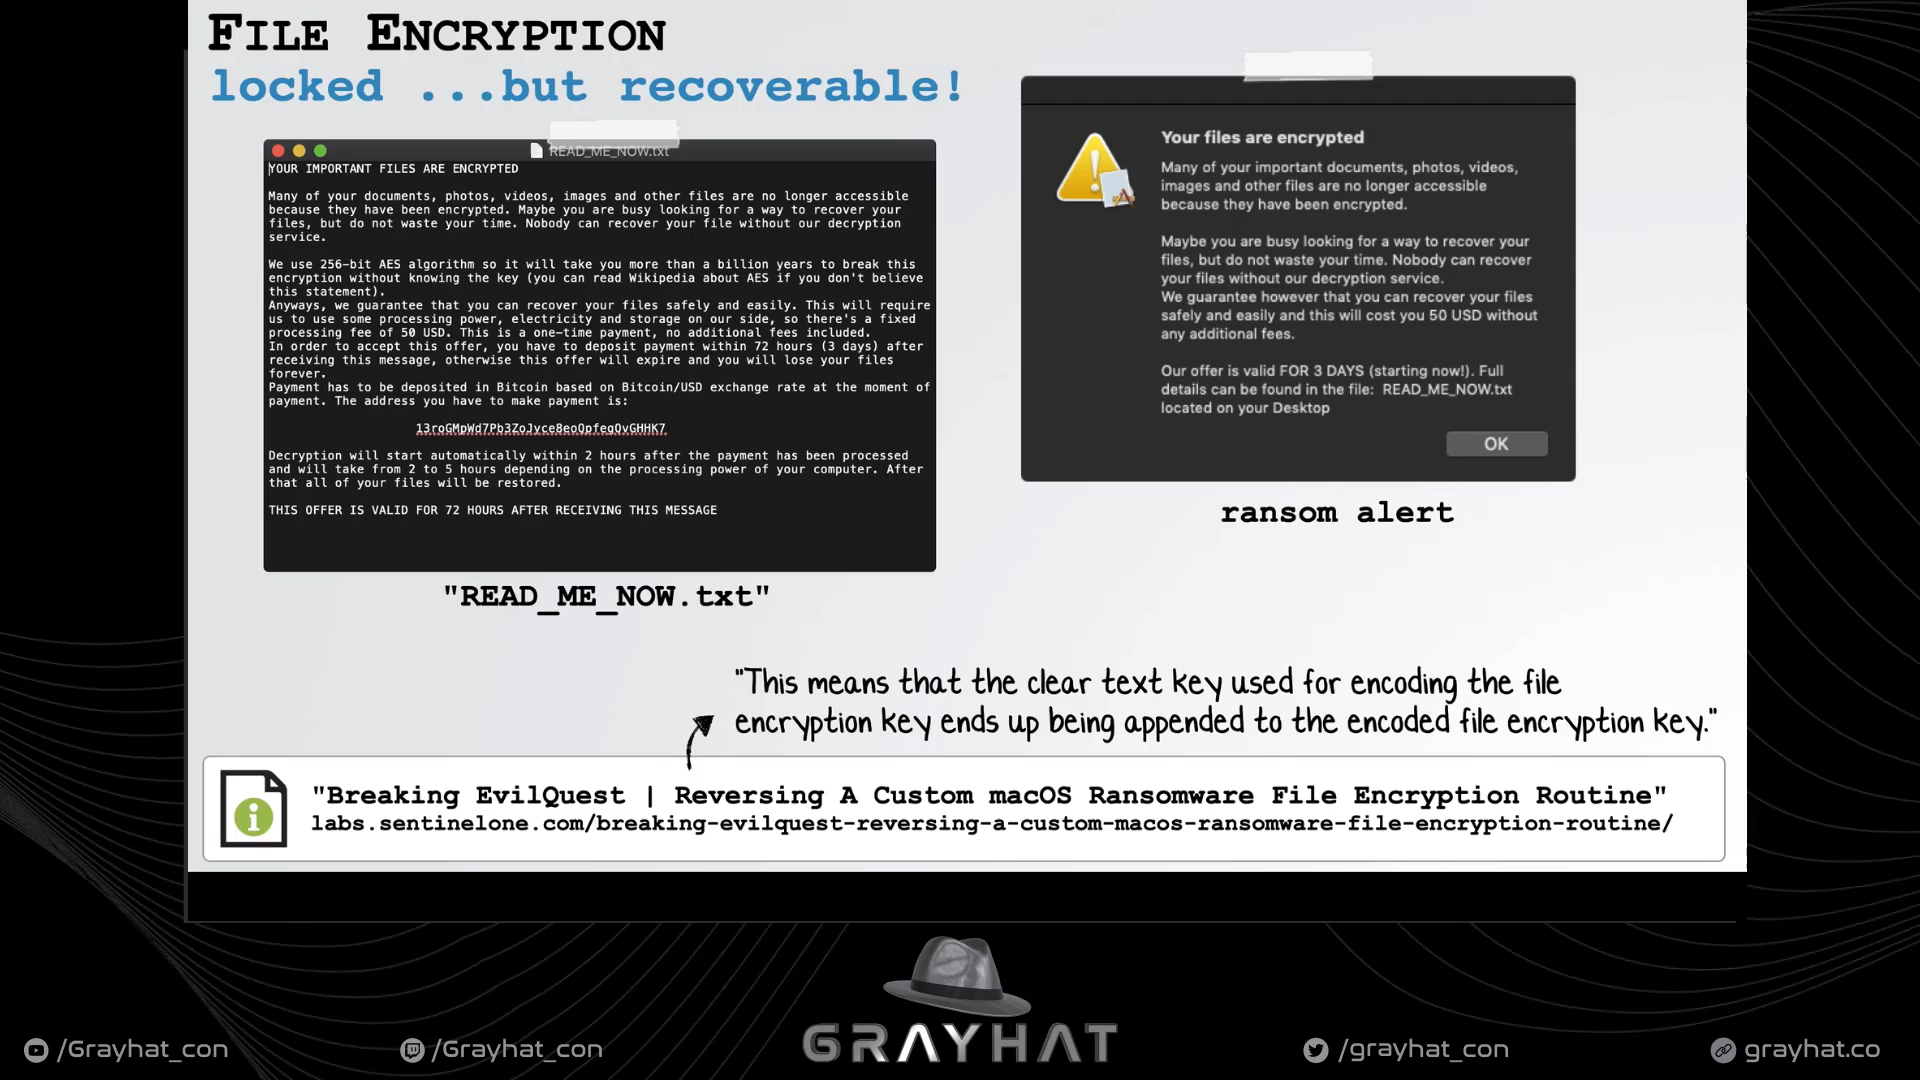 FILE ENCRYPTION
locked ...but recoverable!
READ_ME_NOW.txt
YOUR IMPORTANT FILES ARE ENCRYPTED
Many of your documents, photos, videos, images and other files are no longer accessible
because they have been encrypted. Maybe you are busy looking for a way to recover your
files, but do not waste your time. Nobody can recover your file without our decryption
service.
We use 256-bit AES algorithm so it will take you more than a billion years to break this
encryption without knowing the key (you can read Wikipedia about AES if you don't believe
this statement).
Anyways, we guarantee that you can recover your files safely and easily. This will require
us to use some processing power, electricity and storage on our side, so there's a fixed
processing fee of 50 USD. This is a one-time payment, no additional fees included.
In order to accept this offer, you have to deposit payment within 72 hours (3 days) after
receiving this message, otherwise this offer will expire and you will lose your files
forever.
Payment has to be deposited in Bitcoin based on Bitcoin/USD exchange rate at the moment of
payment. The address you have to make payment is:
13roGMpWd7Pb3ZoJyce8eoQpfegQvGHHK7
Decryption will start automatically within 2 hours after the payment has been processed
and will take from 2 to 5 hours depending on the processing power of your computer. After
that all of your files will be restored.
THIS OFFER IS VALID FOR 72 HOURS AFTER RECEIVING THIS MESSAGE
"READ_ME_NOW.txt"
Your files are encrypted
Many of your important documents, photos, videos,
images and other files are no longer accessible
because they have been encrypted.
Maybe you are busy looking for a way to recover your
files, but do not waste your time. Nobody can recover
your files without our decryption service.
We guarantee however that you can recover your files
safely and easily and this will cost you 50 USD without
any additional fees.
Our offer is valid FOR 3 DAYS (starting now!). Full
details can be found in the file: READ_ME_NOW.txt
located on your Desktop
OK
ransom alert
"This means that the clear text key used for encoding the file
encryption key ends up being appended to the encoded file encryption key."
"Breaking EvilQuest | Reversing A Custom macOS Ransomware File Encryption Routine"
labs.sentinelone.com/breaking-evilquest-reversing-a-custom-macos-ransomware-file-encryption-routine/
GRAYHAT
/Grayhat_con
/Grayhat_con
/grayhat_con
grayhat.co